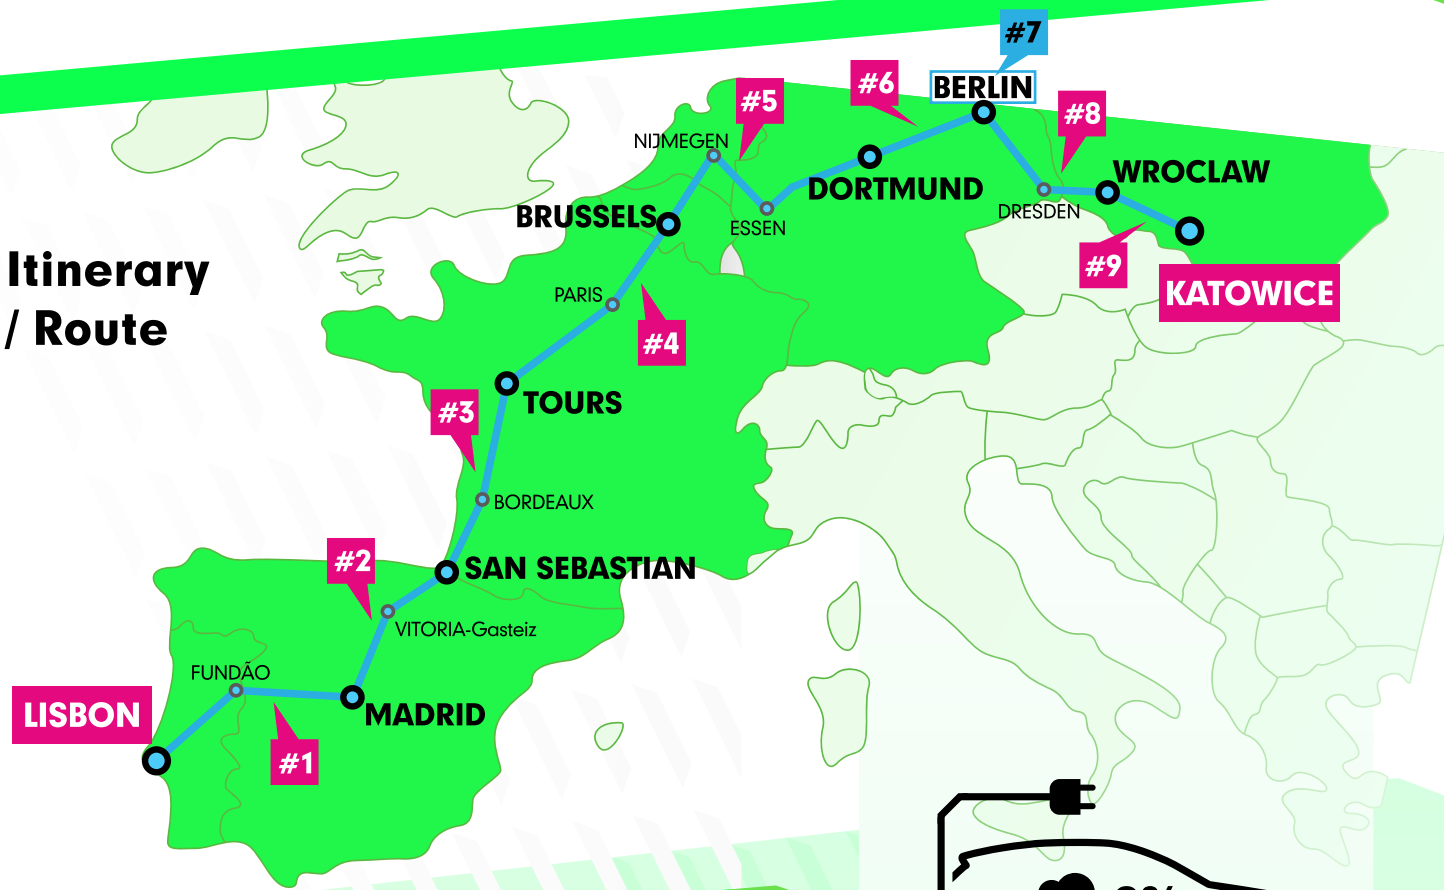 #7
BERLIN
#6
#5
#8
NIJMEGEN
WROCLAW
DORTMUND
DRESDEN
BRUSSELS
ESSEN
Itinerary
/ Route
#9
KATOWICE
PARIS
#4
TOURS
#3
BORDEAUX
#2
SAN SEBASTIAN
VITORIA-Gasteiz
FUNDÃO
LISBON
MADRID
#1